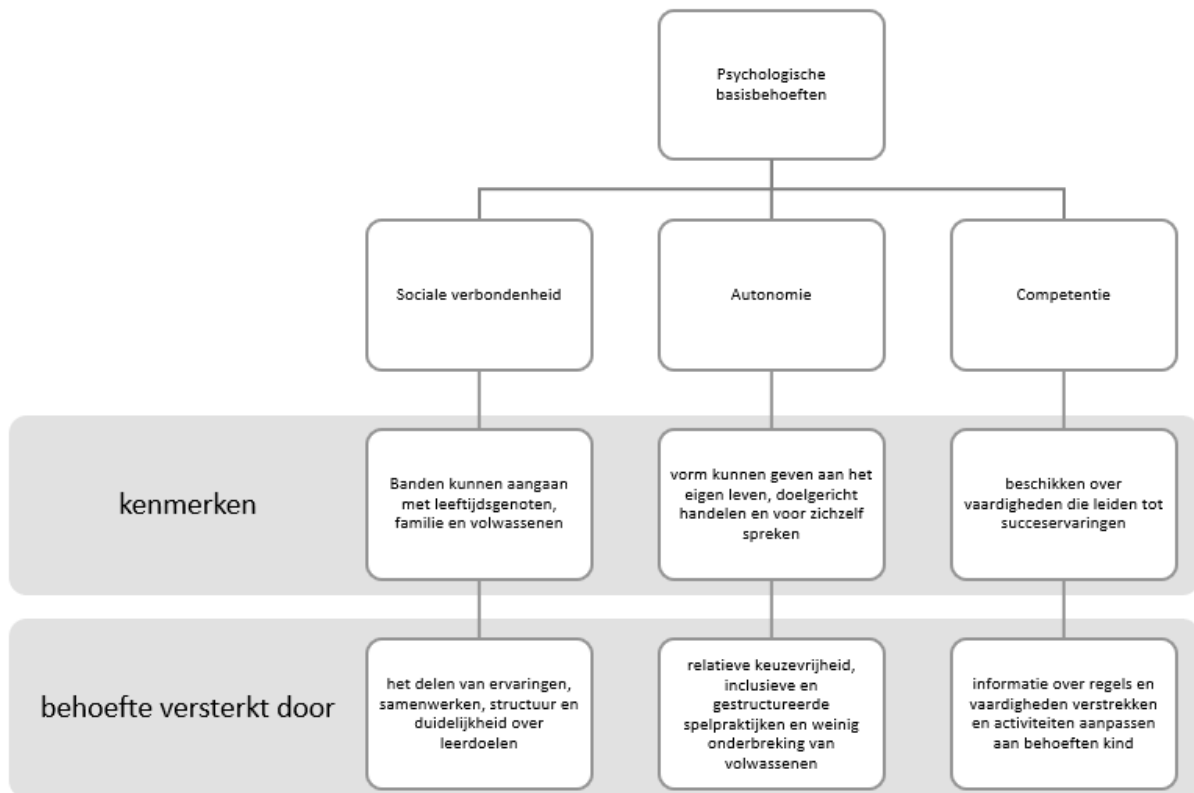 Psychologische
basisbehoeften
Sociale verbondenheid
Autonomie
Competentie
kenmerken
Banden kunnen aangaan
met leeftijdsgenoten,
familie en volwassenen
vorm kunnen geven aan het
eigen leven, doelgericht
handelen en voor zichzelf
spreken
beschikken over
vaardigheden die leiden tot
succeservaringen
behoefte versterkt door
het delen van ervaringen,
samenwerken, structuur en
duidelijkheid over
leerdoelen
relatieve keuzevrijheid,
inclusieve en
gestructureerde
spelpraktijken en weinig
onderbreking van
volwassenen
informatie over regels en
vaardigheden verstrekken
en activiteiten aanpassen
aan behoeften kind